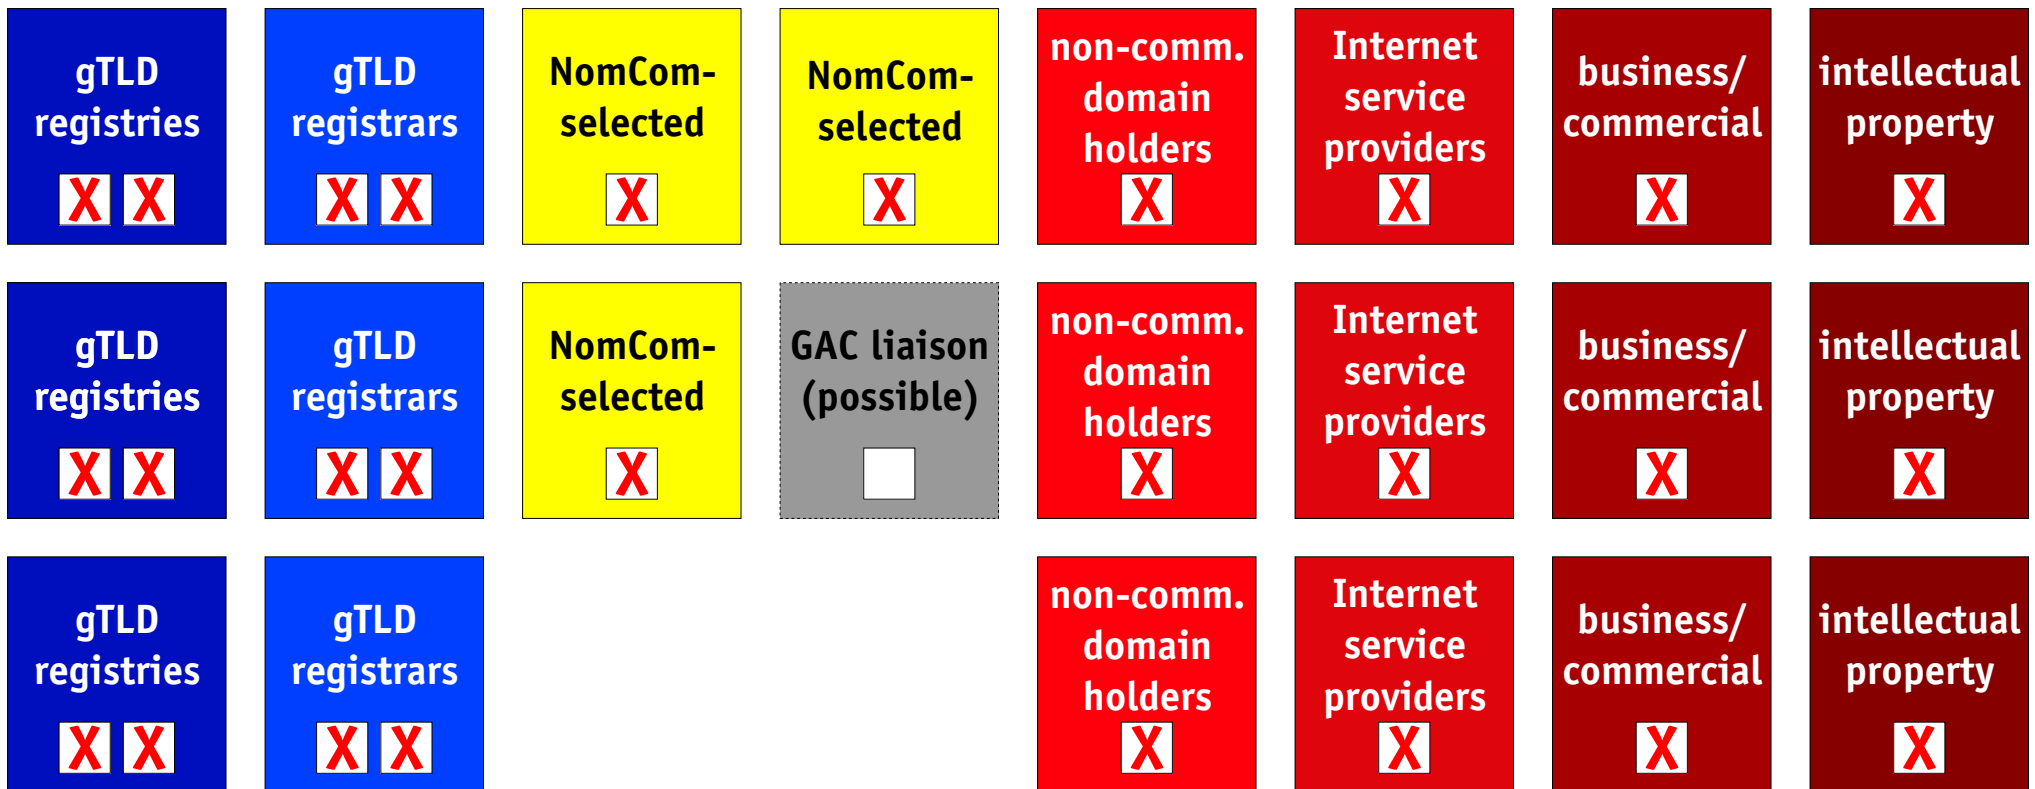 gTLD
registries
X X
gTLD
registrars
X X
NomCom-
selected
X
NomCom-
selected
X
non-comm.
domain
holders
X
Internet
service
providers
X
business/
commercial
X
intellectual
property
X
gTLD
registries
X X
gTLD
registrars
X X
NomCom-
selected
X
GAC liaison
(possible)
non-comm.
domain
holders
X
Internet
service
providers
X
business/
commercial
X
intellectual
property
X
gTLD
registries
X X
gTLD
registrars
X X
non-comm.
domain
holders
X
Internet
service
providers
X
business/
commercial
X
intellectual
property
X